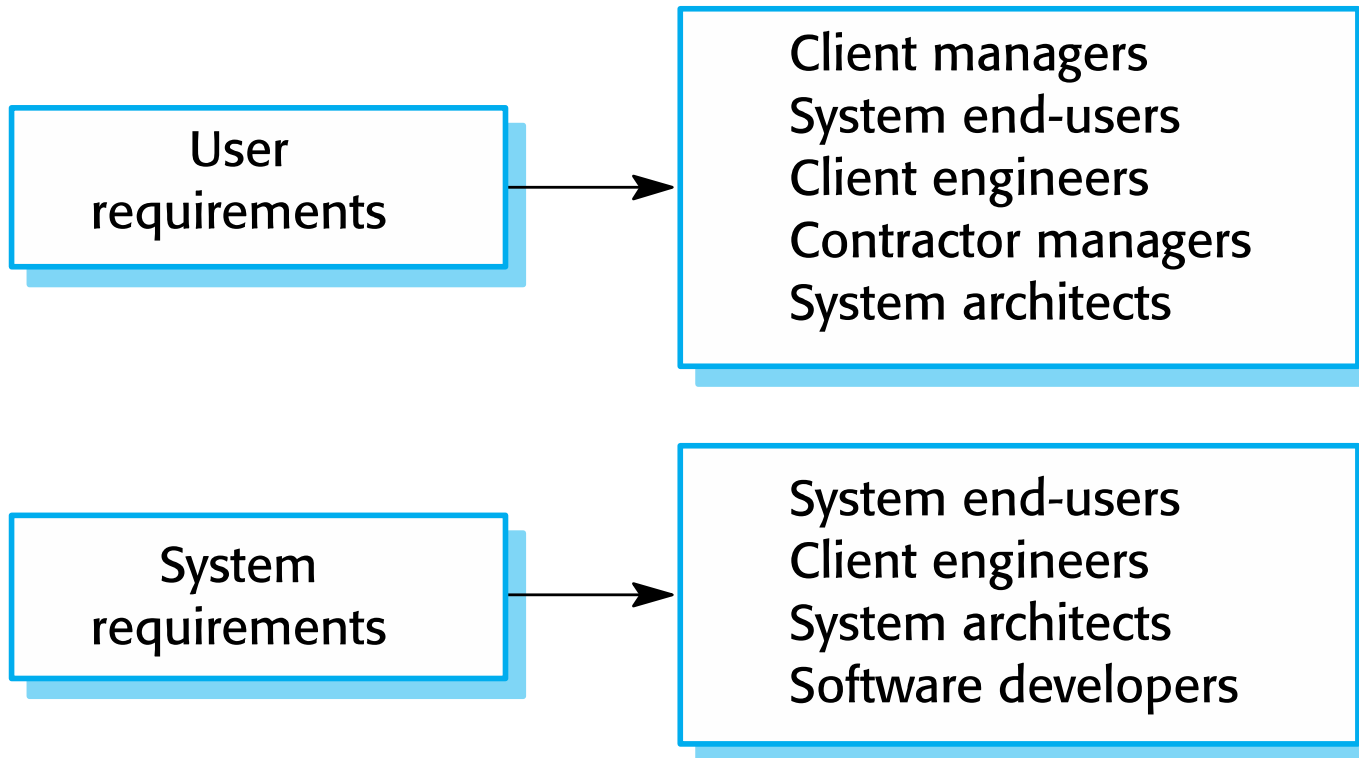 User
requirements
Client managers
System end-users
Client engineers
Contractor managers
System architects
System
requirements
System end-users
Client engineers
System architects
Software developers